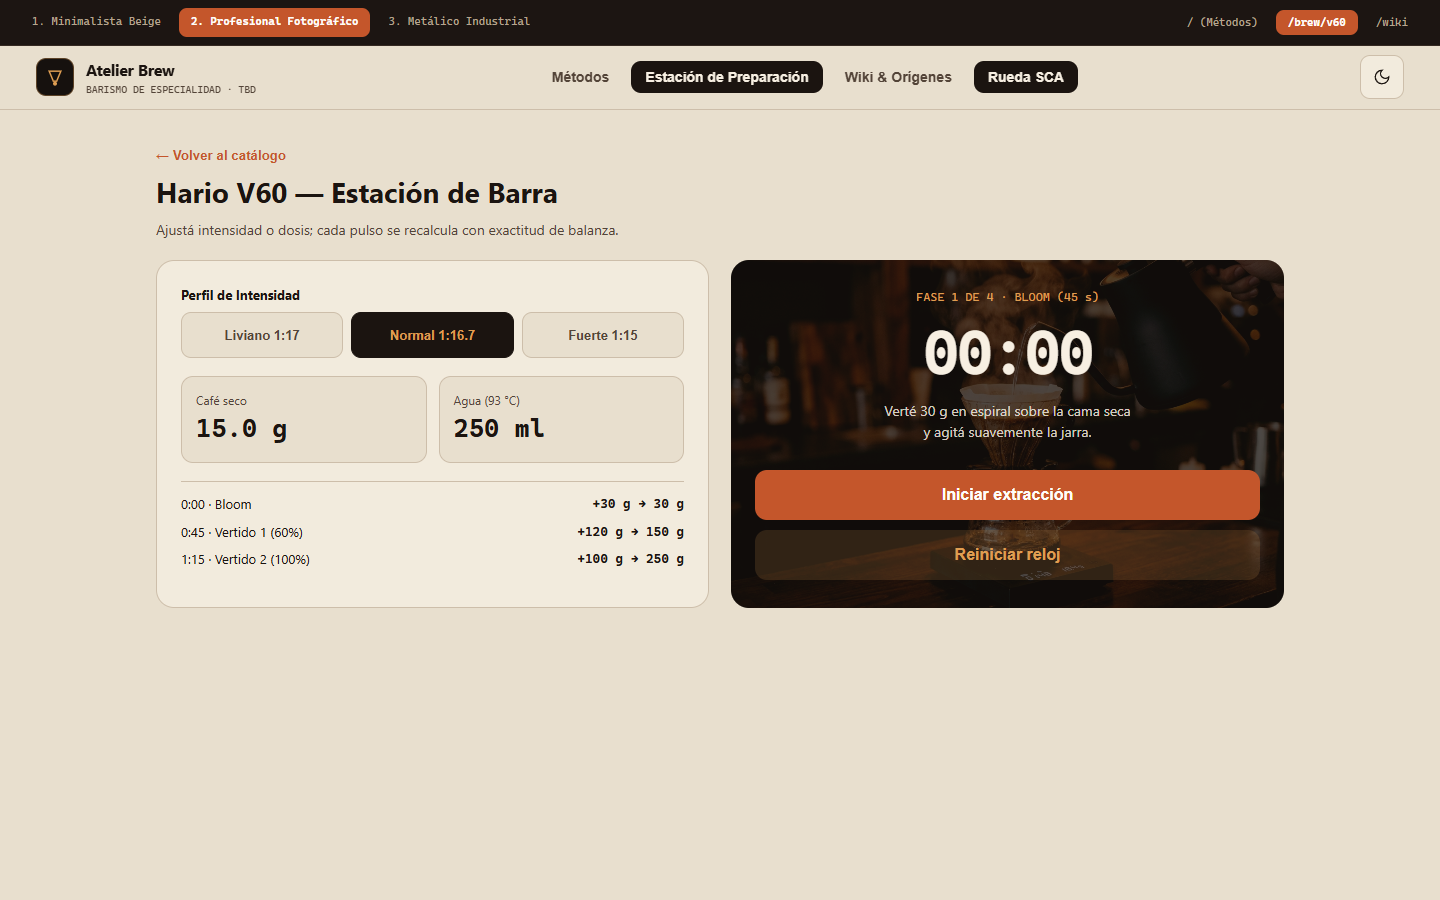 1. Minimalista Beige
2. Profesional Fotográfico
3. Metálico Industrial
/ (Métodos)
/brew/v60
/wiki
Atelier Brew
BARISMO DE ESPECIALIDAD · TBD
Métodos
Estación de Preparación
Wiki & Orígenes
Rueda SCA
← Volver al catálogo
Hario V60 — Estación de Barra
Ajustá intensidad o dosis; cada pulso se recalcula con exactitud de balanza.
Perfil de Intensidad
Liviano 1:17
Normal 1:16.7
Fuerte 1:15
Café seco
15.0 g
Agua (93 °C)
250 ml
0:00 · Bloom +30 g → 30 g
0:45 · Vertido 1 (60%) +120 g → 150 g
1:15 · Vertido 2 (100%) +100 g → 250 g
FASE 1 DE 4 · BLOOM (45 s)
00:00
Verté 30 g en espiral sobre la cama seca
y agitá suavemente la jarra.
Iniciar extracción
Reiniciar reloj